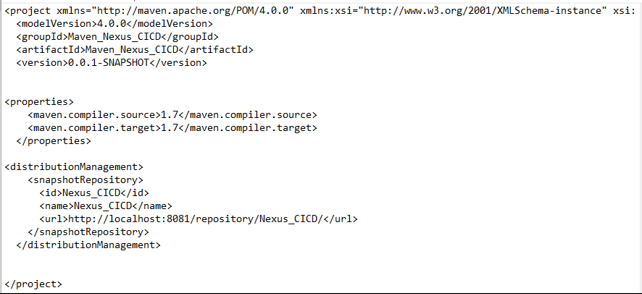 <project xmlns="http://maven.apache.org/POM/4.0.0" xmlns:xsi="http://www.w3.org/2001/XMLSchema-instance" xsi:
<modelVersion>4.0.0</modelVersion>
<groupId>Maven_Nexus_CICD</groupId>
<artifactId>Maven_Nexus_CICD</artifactId>
<version>0.0.1-SNAPSHOT</version>
<properties>
<maven.compiler.source>1.7</maven.compiler.source>
<maven.compiler.target>1.7</maven.compiler.target>
</properties>
<distributionManagement>
<snapshotRepository>
<id>Nexus_CICD</id>
<name>Nexus_CICD</name>
<url>http://localhost:8081/repository/Nexus_CICD/</url>
</snapshotRepository>
</distributionManagement>
</project>